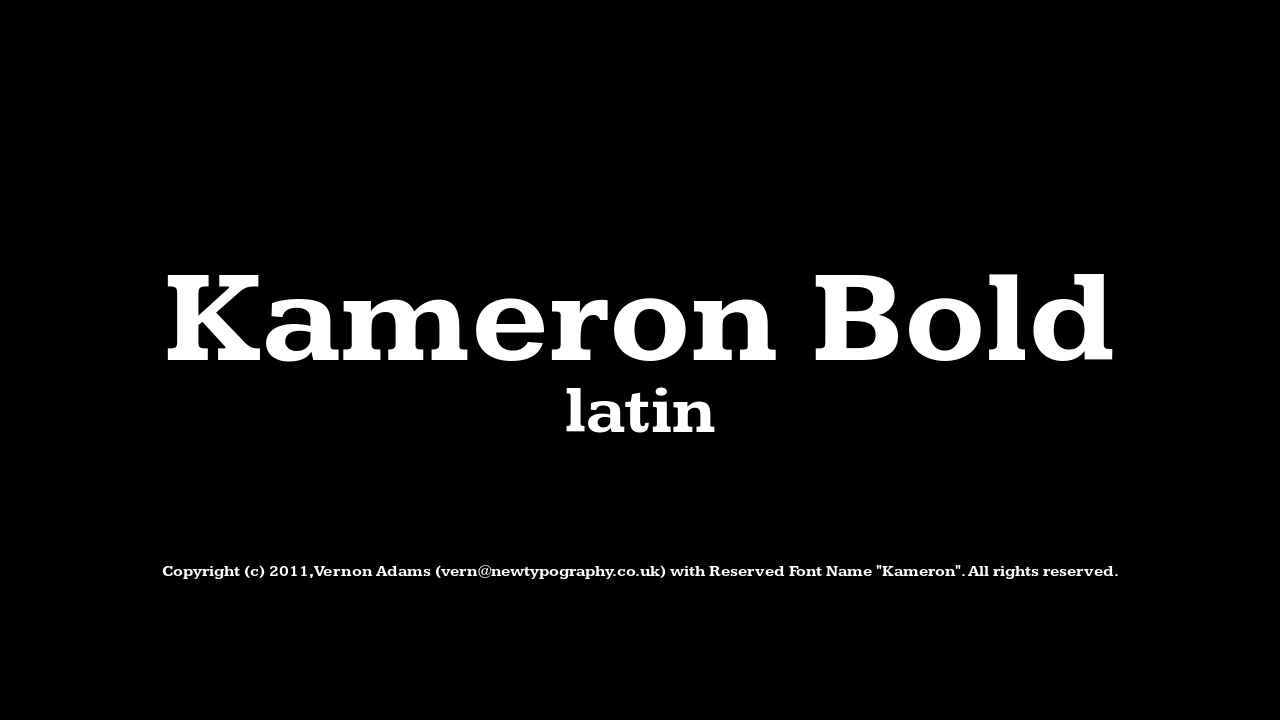 Kameron Bold
latin
Copyright (c) 2011,Vernon Adams (vern@newtypography.co.uk) with Reserved Font Name "Kameron". All rights reserved.